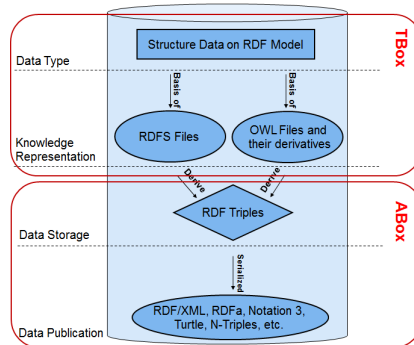 Structure Data on RDF Model
TBox
Data Type
Basis of
Basis of
RDFS Files
OWL Files and
their derivatives
Knowledge
Representation
Derive
Derive
RDF Triples
ABox
Data Storage
Serialized
RDF/XML, RDFa, Notation 3,
Turtle, N-Triples, etc.
Data Publication